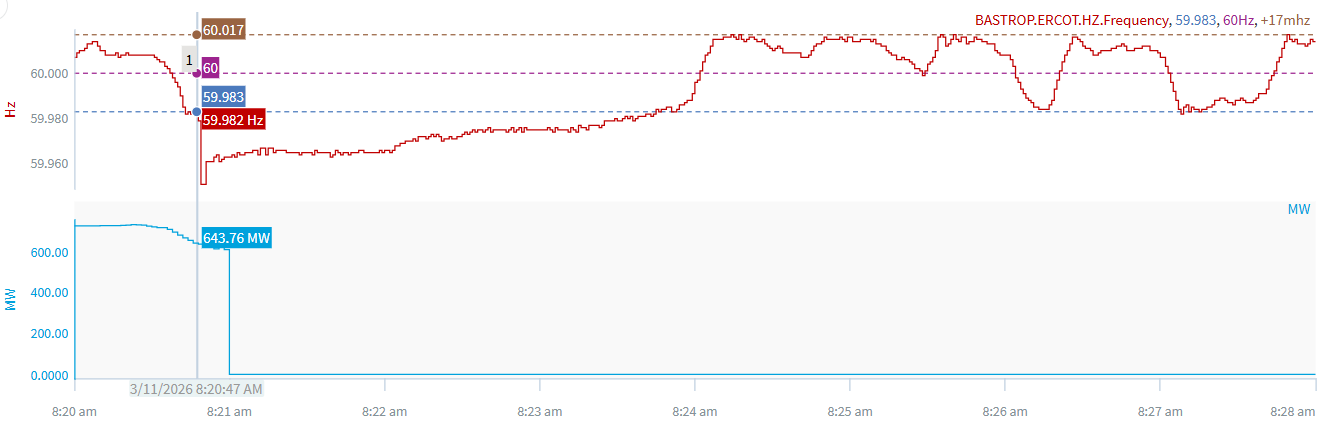 BASTROP.ERCOT.HZ.Frequency, 59.983, 60Hz, +17mhz
60.017
1
60
60.000
59.983
59.982 Hz
59.980
59.960
Hz
MW
643.76 MW
600.00
400.00
200.00
0.0000
MW
3/11/2026 8:20:47 AM
8:20 am 8:21 am 8:22 am 8:23 am 8:24 am 8:25 am 8:26 am 8:27 am 8:28 am